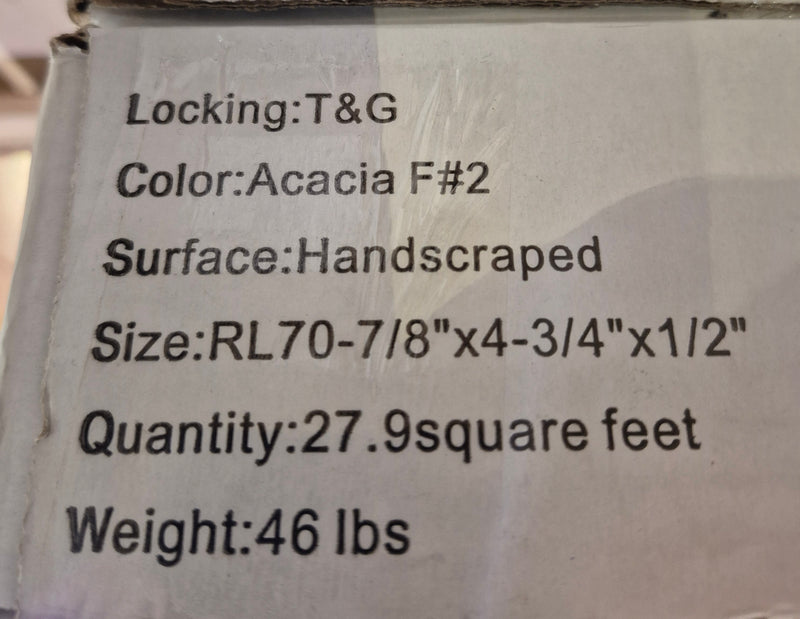 Locking:T&G
Color:Acacia F#2
Surface:Handscraped
Size:RL70-7/8"x4-3/4"x1/2"
Quantity:27.9square feet
Weight:46 lbs